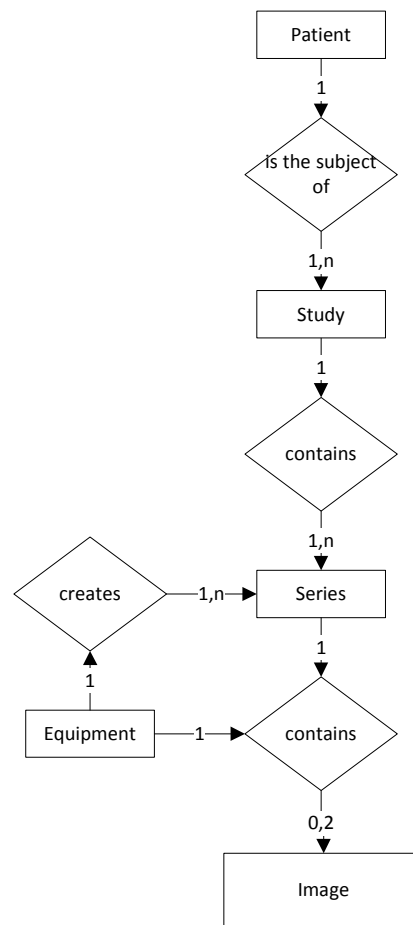 Patient
1
is the subject
of
1,n
Study
1
contains
1,n
creates
1,n
Series
1
1
Equipment
1
contains
0,2
Image